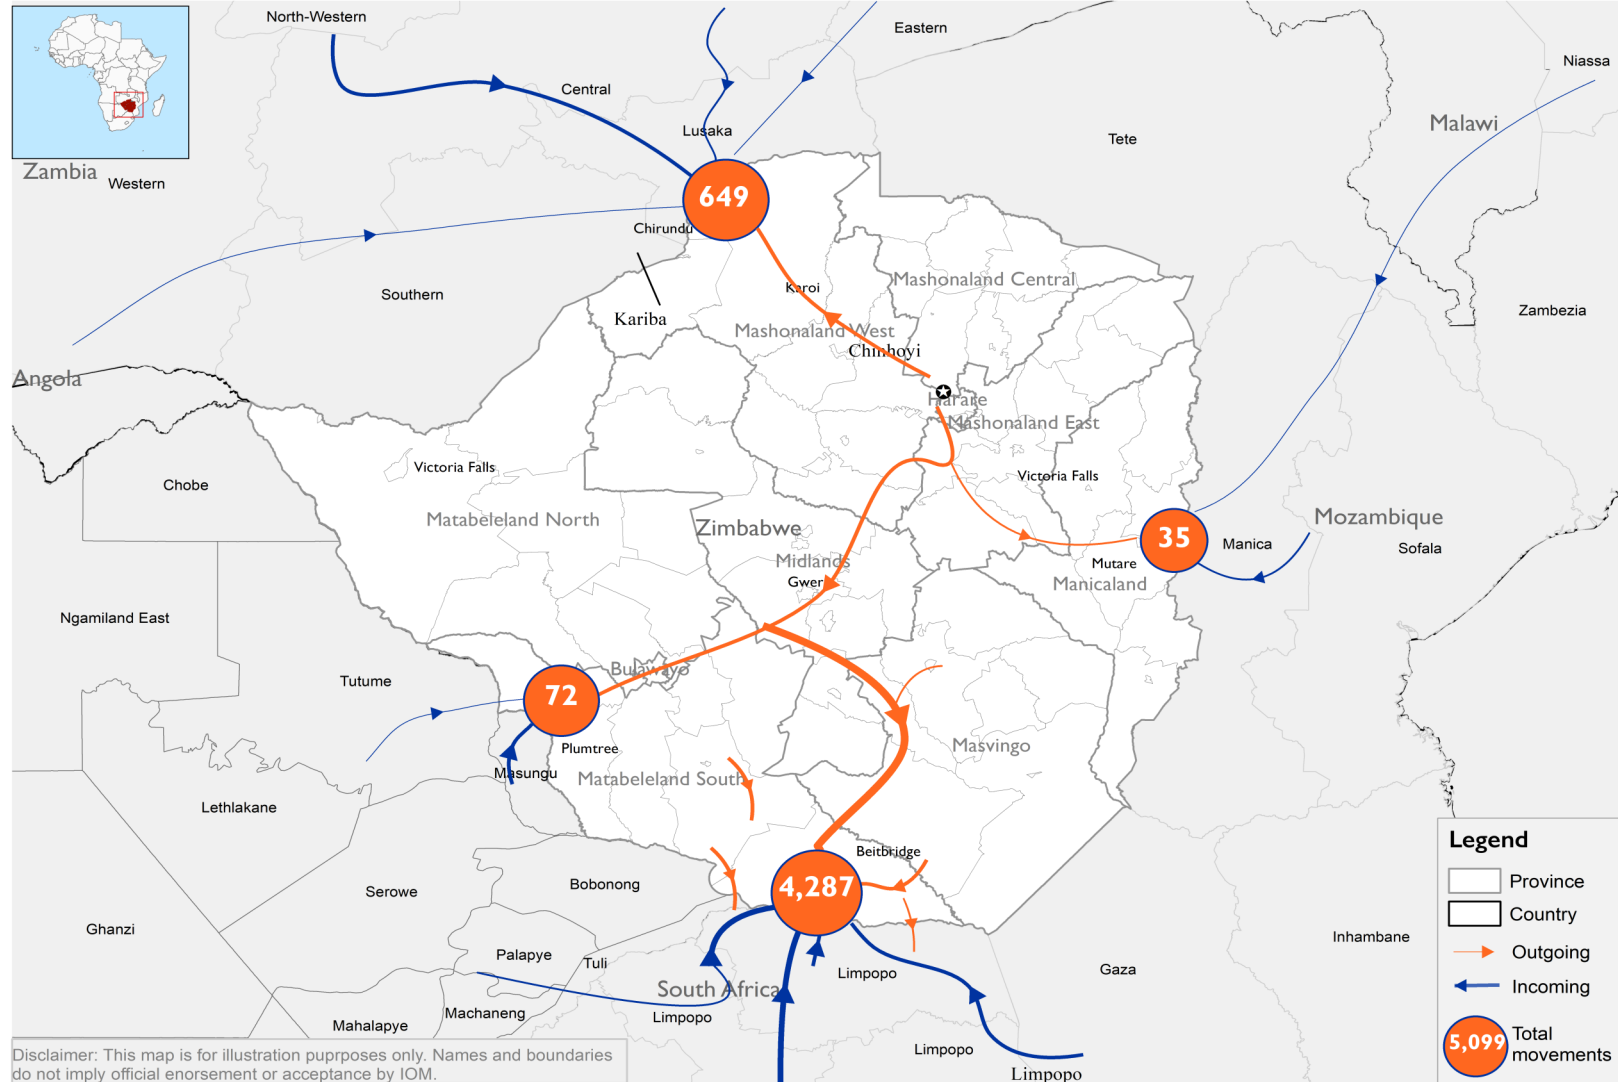 North-Western
Eastern
Niassa
Central
Malawi
Lusaka
Tete
Zambia
Western
649
Chirundu
Mashonaland Central
Karoi
Southern
Zambezia
Kariba
Mashonaland West
Chinhoyi
Angola
Harare
Mashonaland East
Victoria Falls
Victoria Falls
Chobe
Matabeleland North
Zimbabwe
Mozambique
35
Manica
Sofala
Midlands
Mutare
Gwer
Manicaland
Ngamiland East
Bulawayo
Tutume
72
Plumtree
Masvingo
Masungu
Matabeleland South
Lethlakane
Beitbridge
Legend
Serowe
Bobonong
4,287
Province
Country
Ghanzi
Inhambane
Palapye
Tuli
Outgoing
Limpopo
Gaza
South Africa
Incoming
Machaneng
Limpopo
Mahalapye
Limpopo
5,099
Total
movements
Limpopo
Disclaimer: This map is for illustration puprposes only. Names and boundaries
do not imply official enorsement or acceptance by IOM.